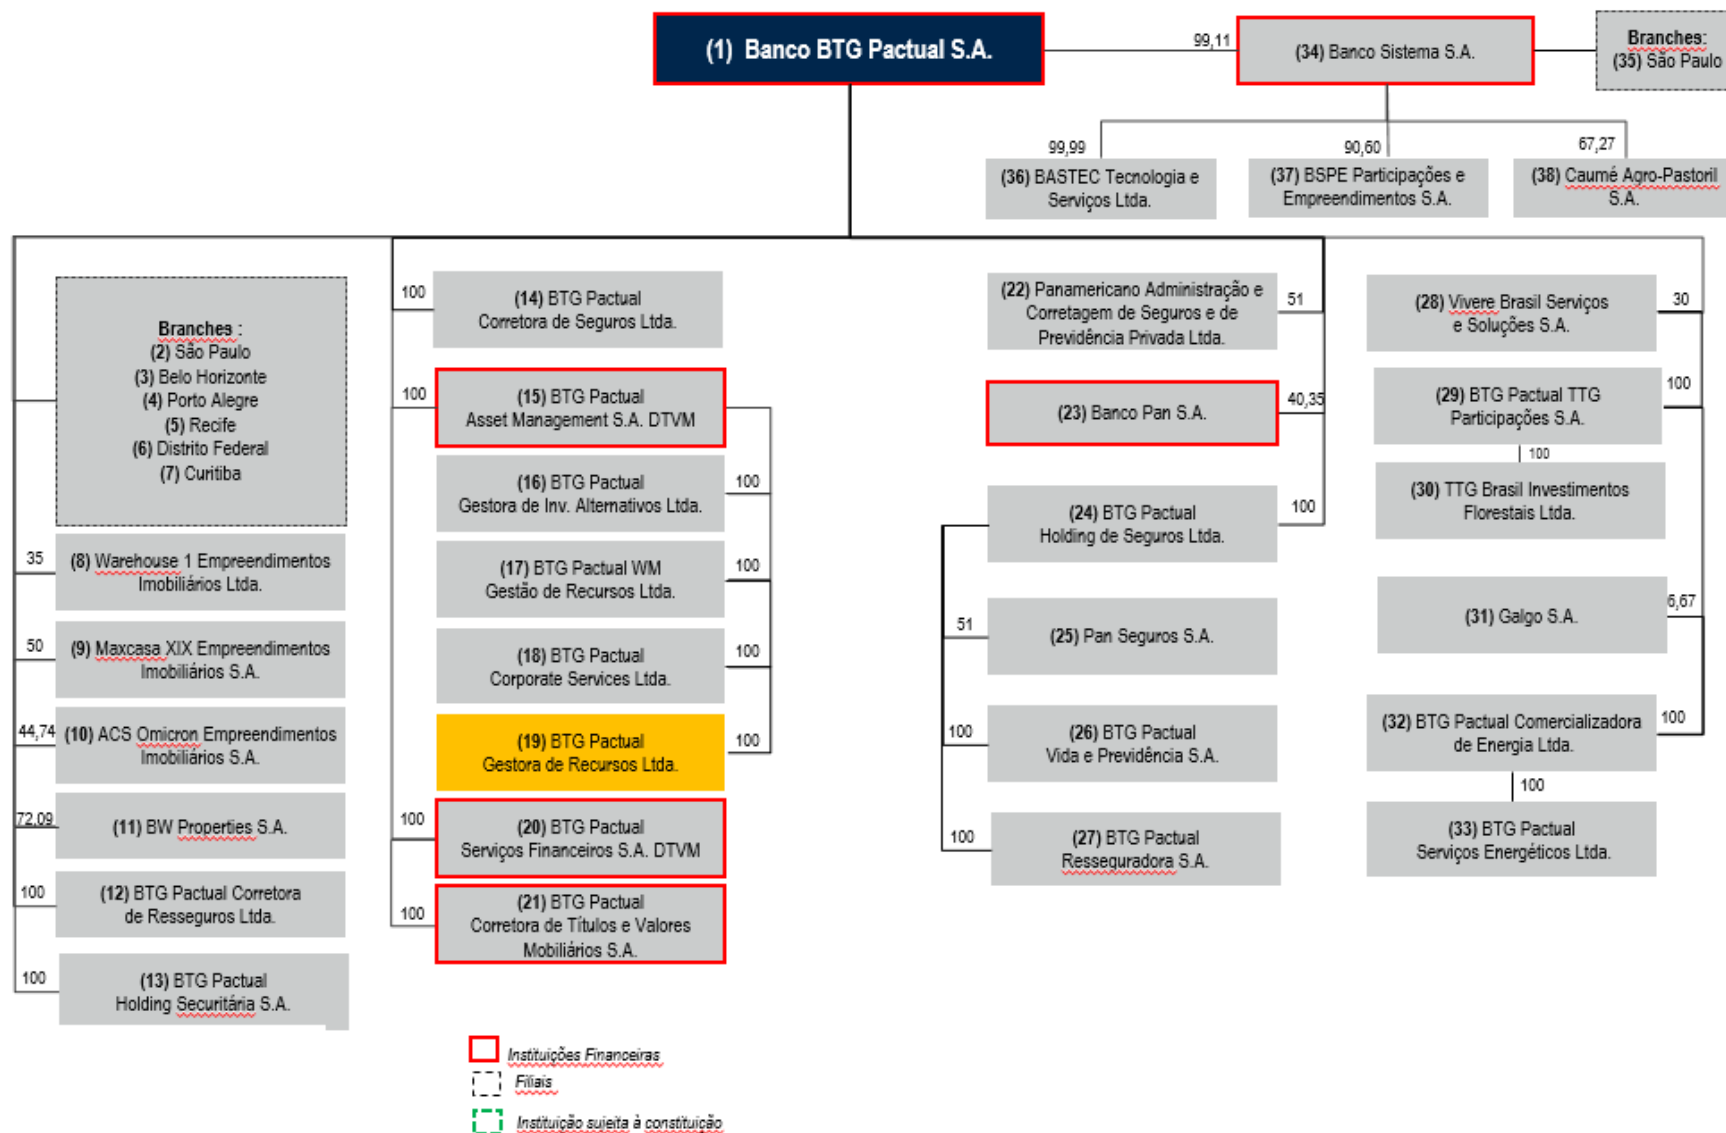 (1) Banco BTG Pactual S.A.
99,11
(34) Banco Sistema S.A.
Branches:
(35) São Paulo
99,99
(36) BASTEC Tecnologia e
Serviços Ltda.
90,60
(37) BSPE Participações e
Empreendimentos S.A.
67,27
(38) Caumé Agro-Pastoril
S.A.
Branches :
(2) São Paulo
(3) Belo Horizonte
(4) Porto Alegre
(5) Recife
(6) Distrito Federal
(7) Curitiba
35
(8) Warehouse 1 Empreendimentos
Imobiliários Ltda.
50
(9) Maxcasa XIX Empreendimentos
Imobiliários S.A.
44,74
(10) ACS Omicron Empreendimentos
Imobiliários S.A.
72,09
(11) BW Properties S.A.
100
(12) BTG Pactual Corretora
de Resseguros Ltda.
100
(13) BTG Pactual
Holding Securitária S.A.
100
(14) BTG Pactual
Corretora de Seguros Ltda.
100
(15) BTG Pactual
Asset Management S.A. DTVM
(16) BTG Pactual
Gestora de Inv. Alternativos Ltda.
100
(17) BTG Pactual WM
Gestão de Recursos Ltda.
100
(18) BTG Pactual
Corporate Services Ltda.
100
(19) BTG Pactual
Gestora de Recursos Ltda.
100
100
(20) BTG Pactual
Serviços Financeiros S.A. DTVM
100
(21) BTG Pactual
Corretora de Títulos e Valores
Mobiliários S.A.
(22) Panamericano Administração e
Corretagem de Seguros e de
Previdência Privada Ltda.
51
(23) Banco Pan S.A.
40,35
(24) BTG Pactual
Holding de Seguros Ltda.
100
51
(25) Pan Seguros S.A.
100
(26) BTG Pactual
Vida e Previdência S.A.
100
(27) BTG Pactual
Resseguradora S.A.
(28) Vivere Brasil Serviços
e Soluções S.A.
30
(29) BTG Pactual TTG
Participações S.A.
100
100
(30) TTG Brasil Investimentos
Florestais Ltda.
(31) Galgo S.A.
6,67
(32) BTG Pactual Comercializadora
de Energia Ltda.
100
100
(33) BTG Pactual
Serviços Energéticos Ltda.
Instituições Financeiras
Filiais
Instituição sujeita à constituição